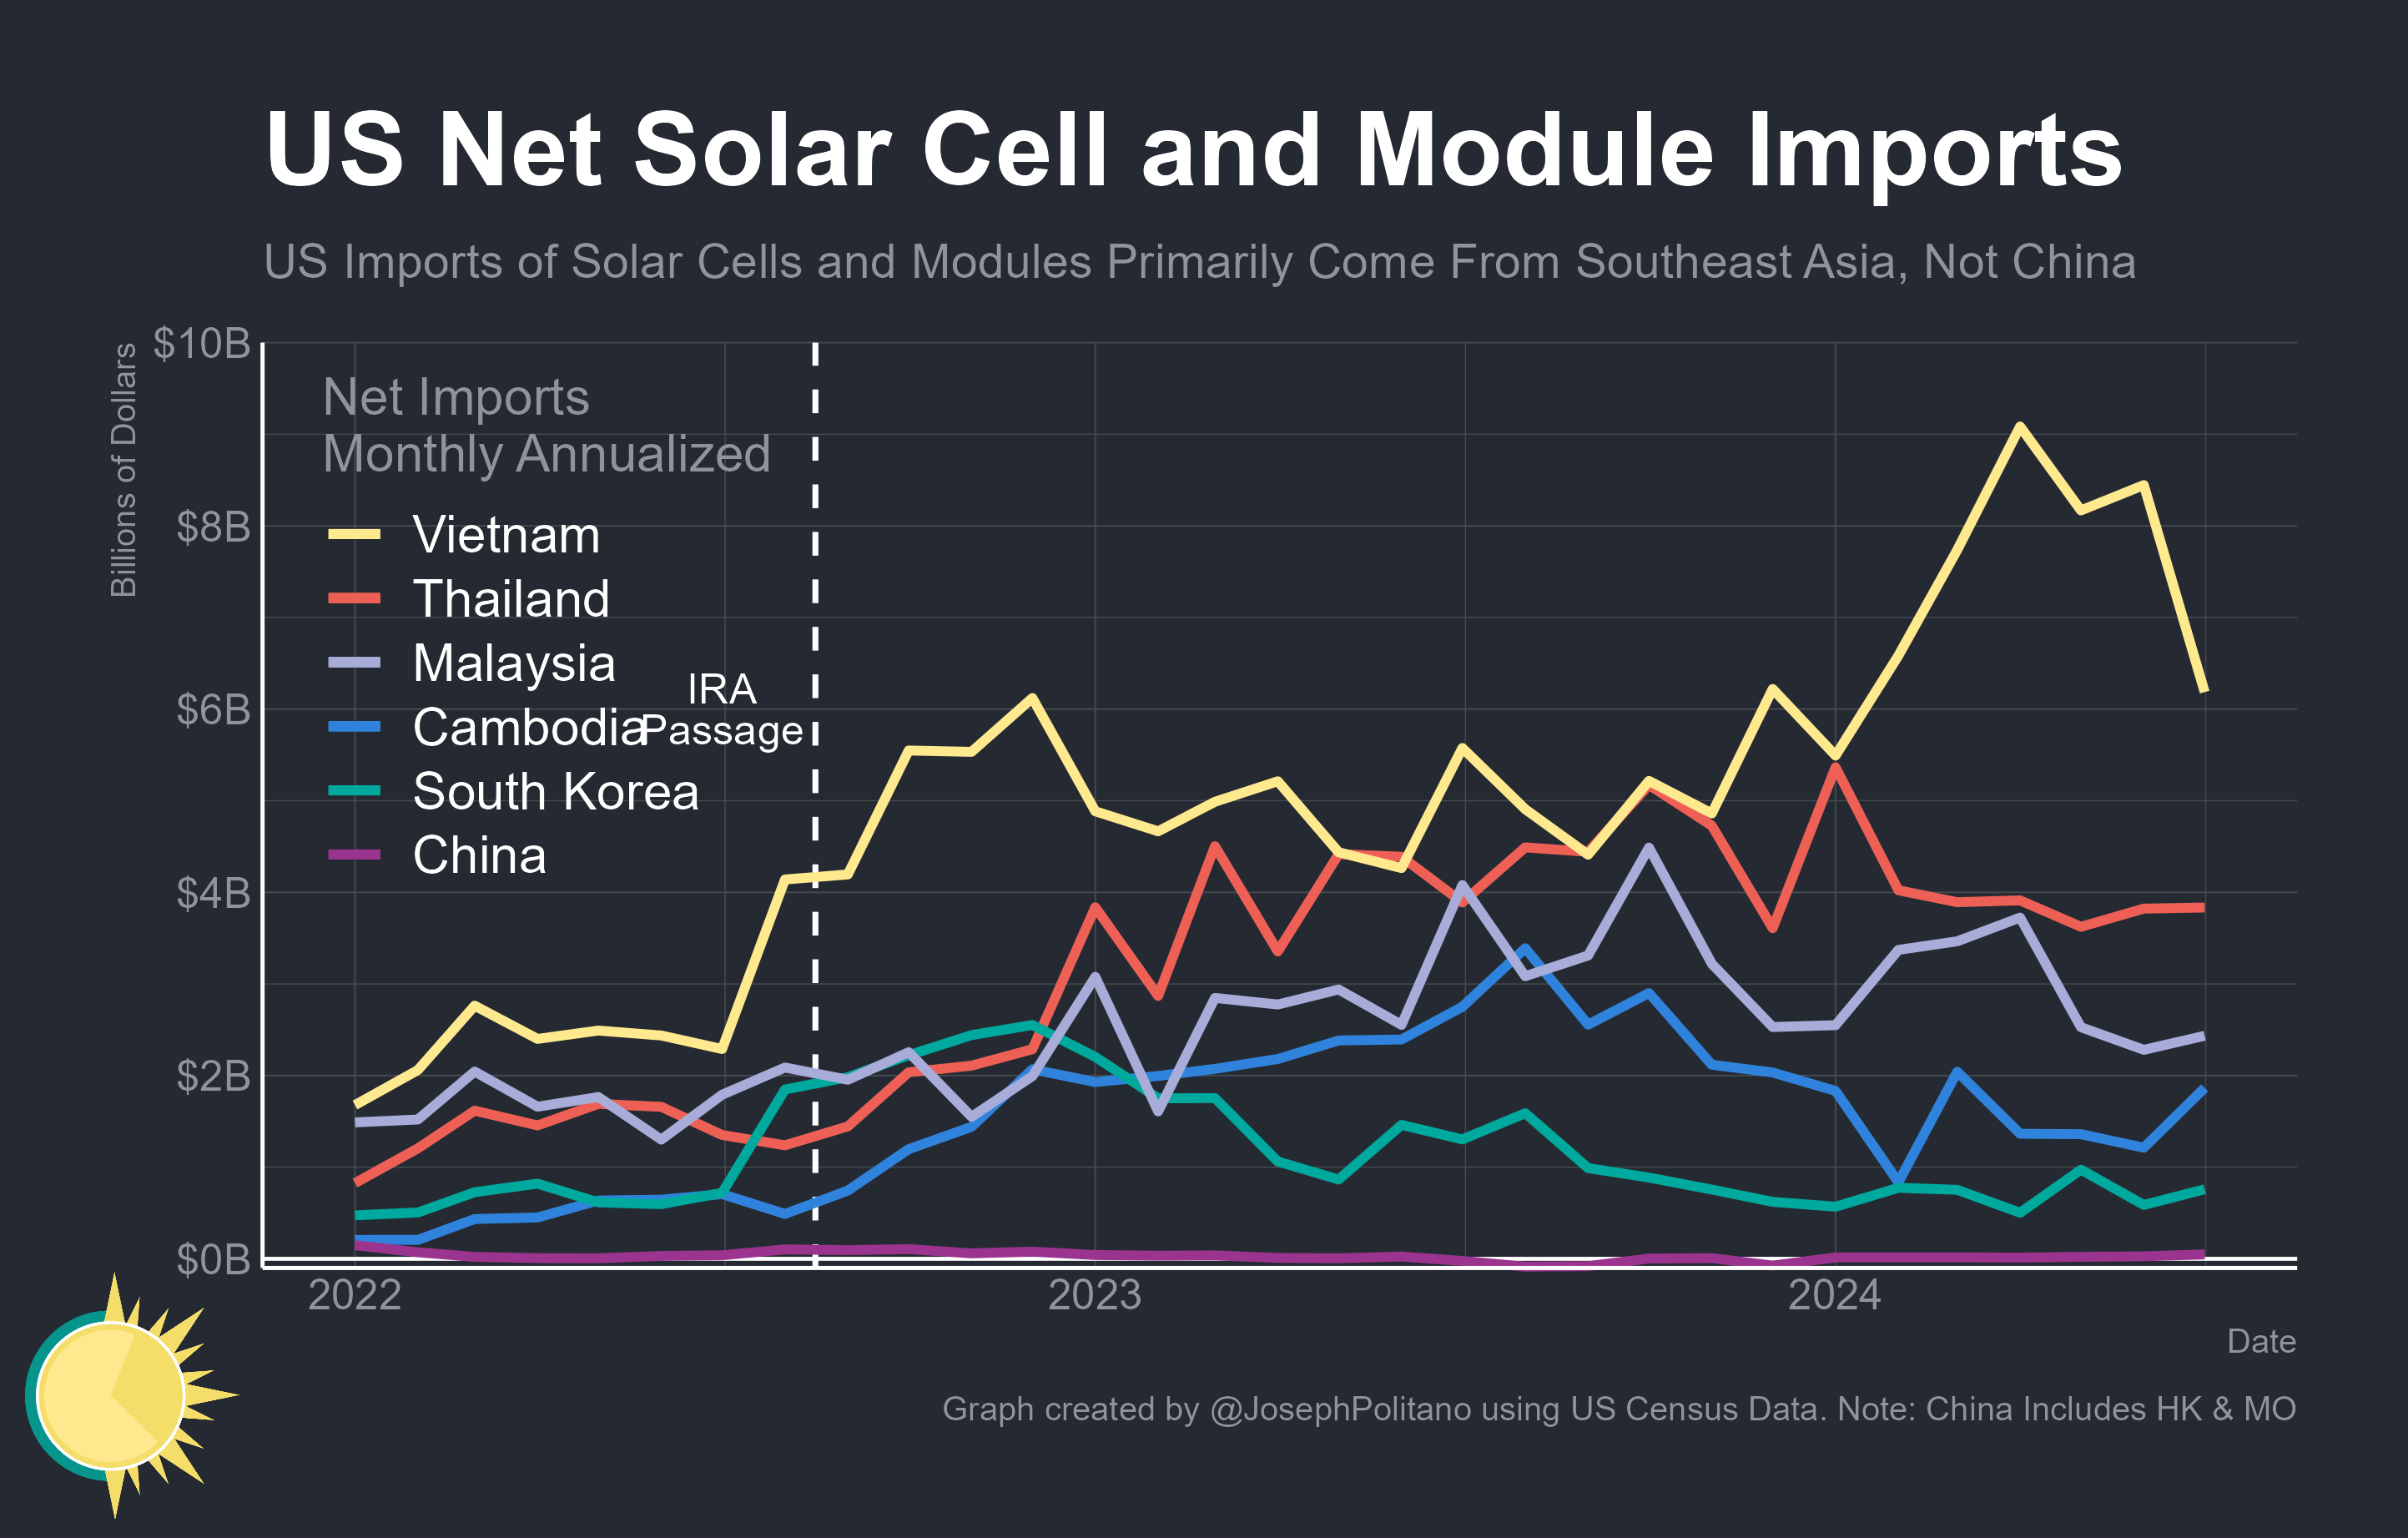 US Net Solar Cell and Module Imports
US Imports of Solar Cells and Modules Primarily Come From Southeast Asia, Not China
Billions of Dollars
$10B
$8B
$6B
$4B
$2B
$0B
Net Imports
Monthly Annualized
Vietnam
Thailand
Malaysia
Cambodia
South Korea
China
IRA
Passage
2022
2023
2024
Date
Graph created by @JosephPolitano using US Census Data. Note: China Includes HK & MO